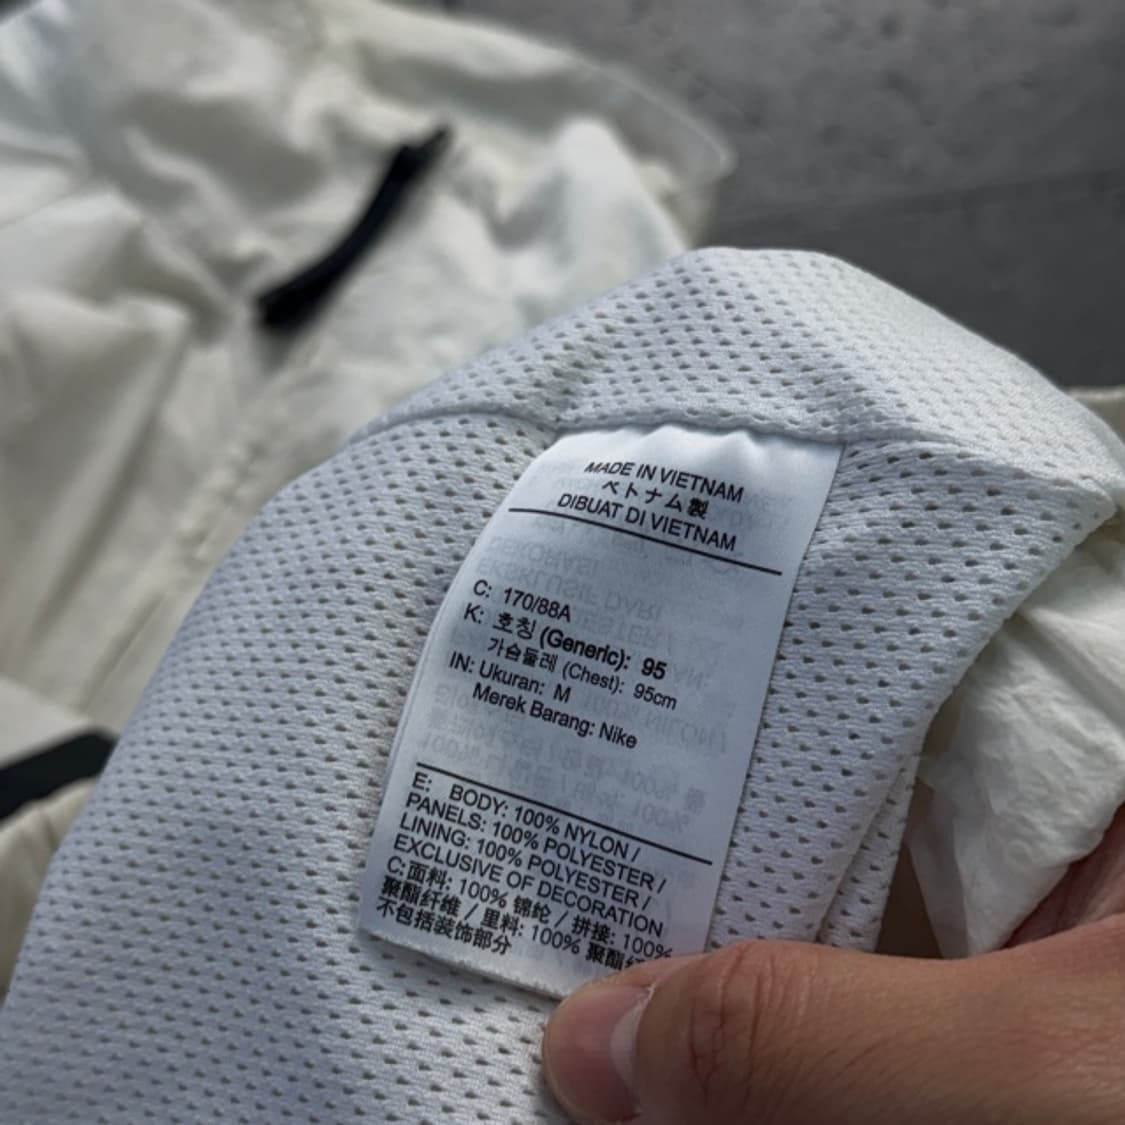 MADE IN VIETNAM
ベトナム製
DIBUAT DI VIETNAM
C: 170/88A
K: 호칭 (Generic): 95
가슴둘레 (Chest): 95cm
IN: Ukuran: M
Merek Barang: Nike
E: BODY: 100% NYLON /
PANELS: 100% POLYESTER /
LINING: 100% POLYESTER /
EXCLUSIVE OF DECORATION
C: 面料: 100% 锦纶 / 拼接: 100%
聚酯纤维 / 里料: 100% 聚酯纤
不包括装饰部分